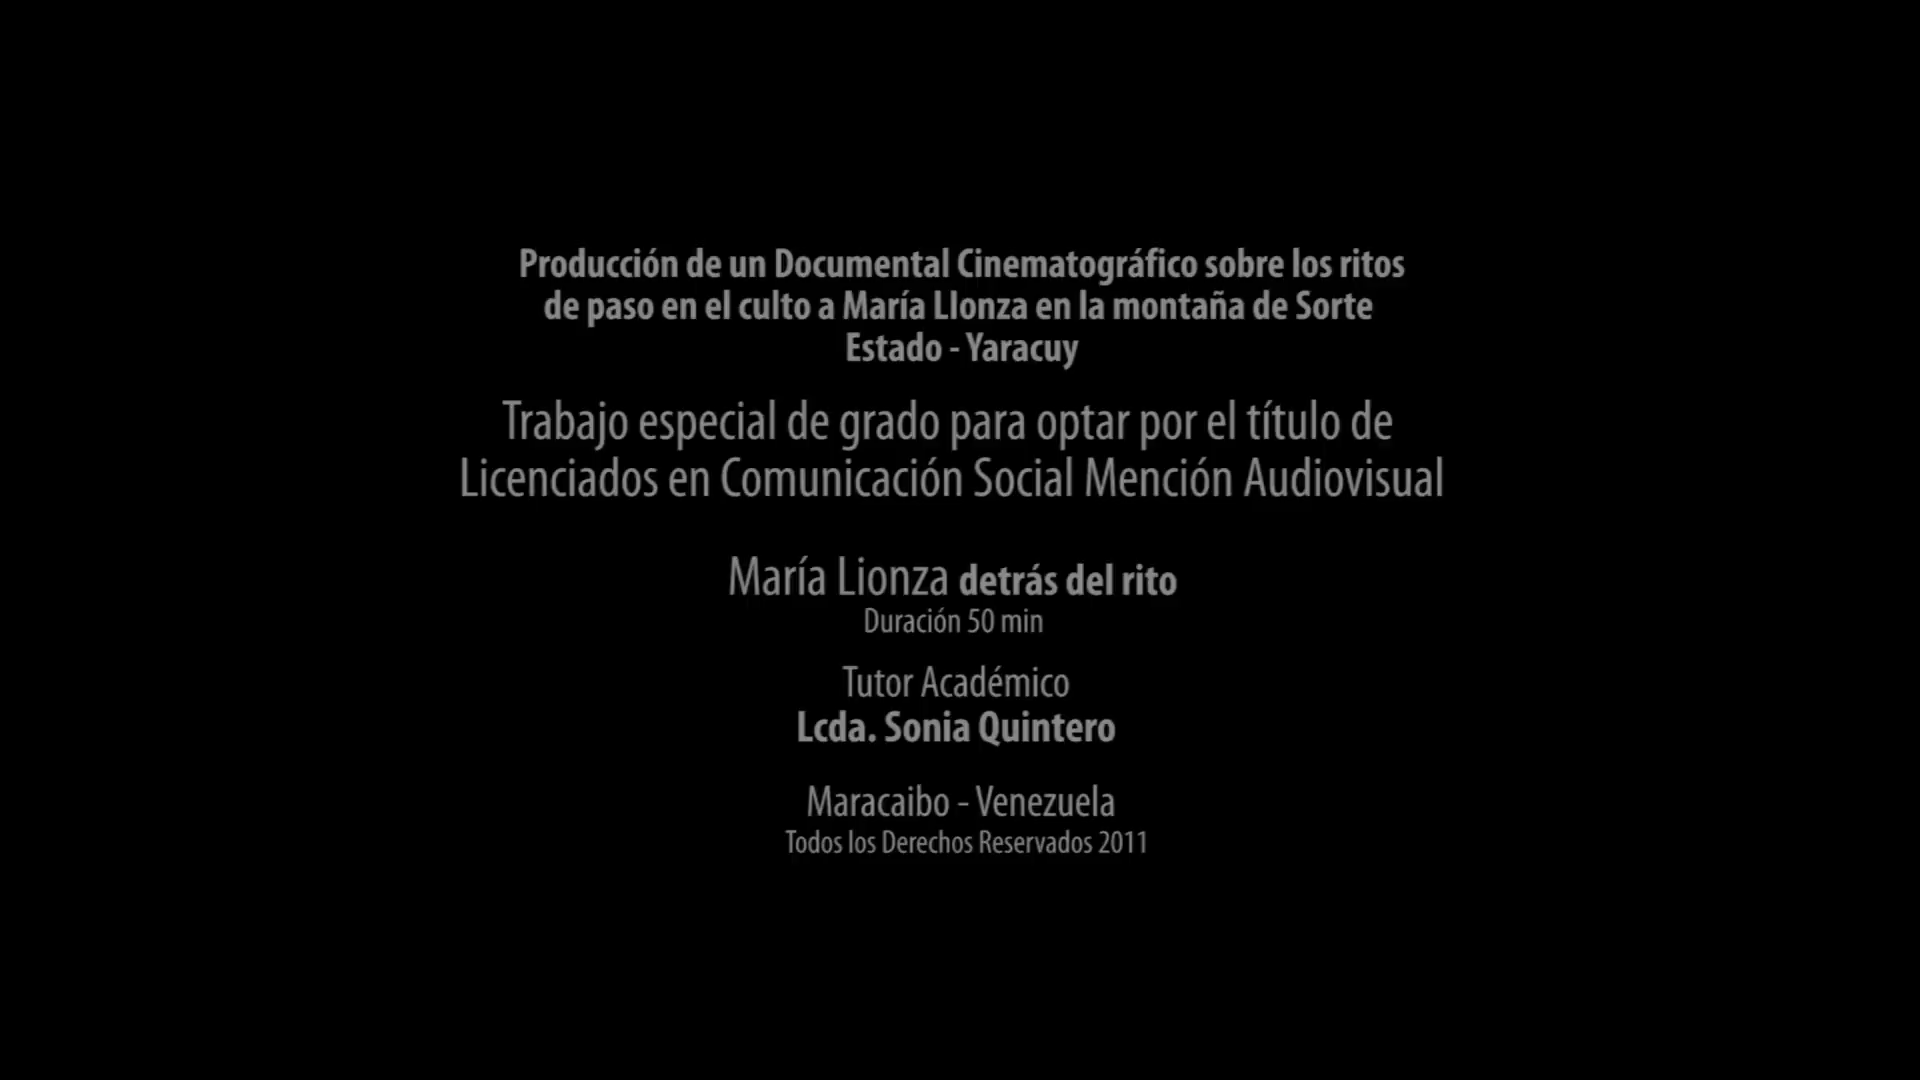 Producción de un Documental Cinematográfico sobre los ritos
de paso en el culto a María LIonza en la montaña de Sorte
Estado - Yaracuy
Trabajo especial de grado para optar por el título de
Licenciados en Comunicación Social Mención Audiovisual
María Lionza detrás del rito
Duración 50 min
Tutor Académico
Lcda. Sonia Quintero
Maracaibo - Venezuela
Todos los Derechos Reservados 2011